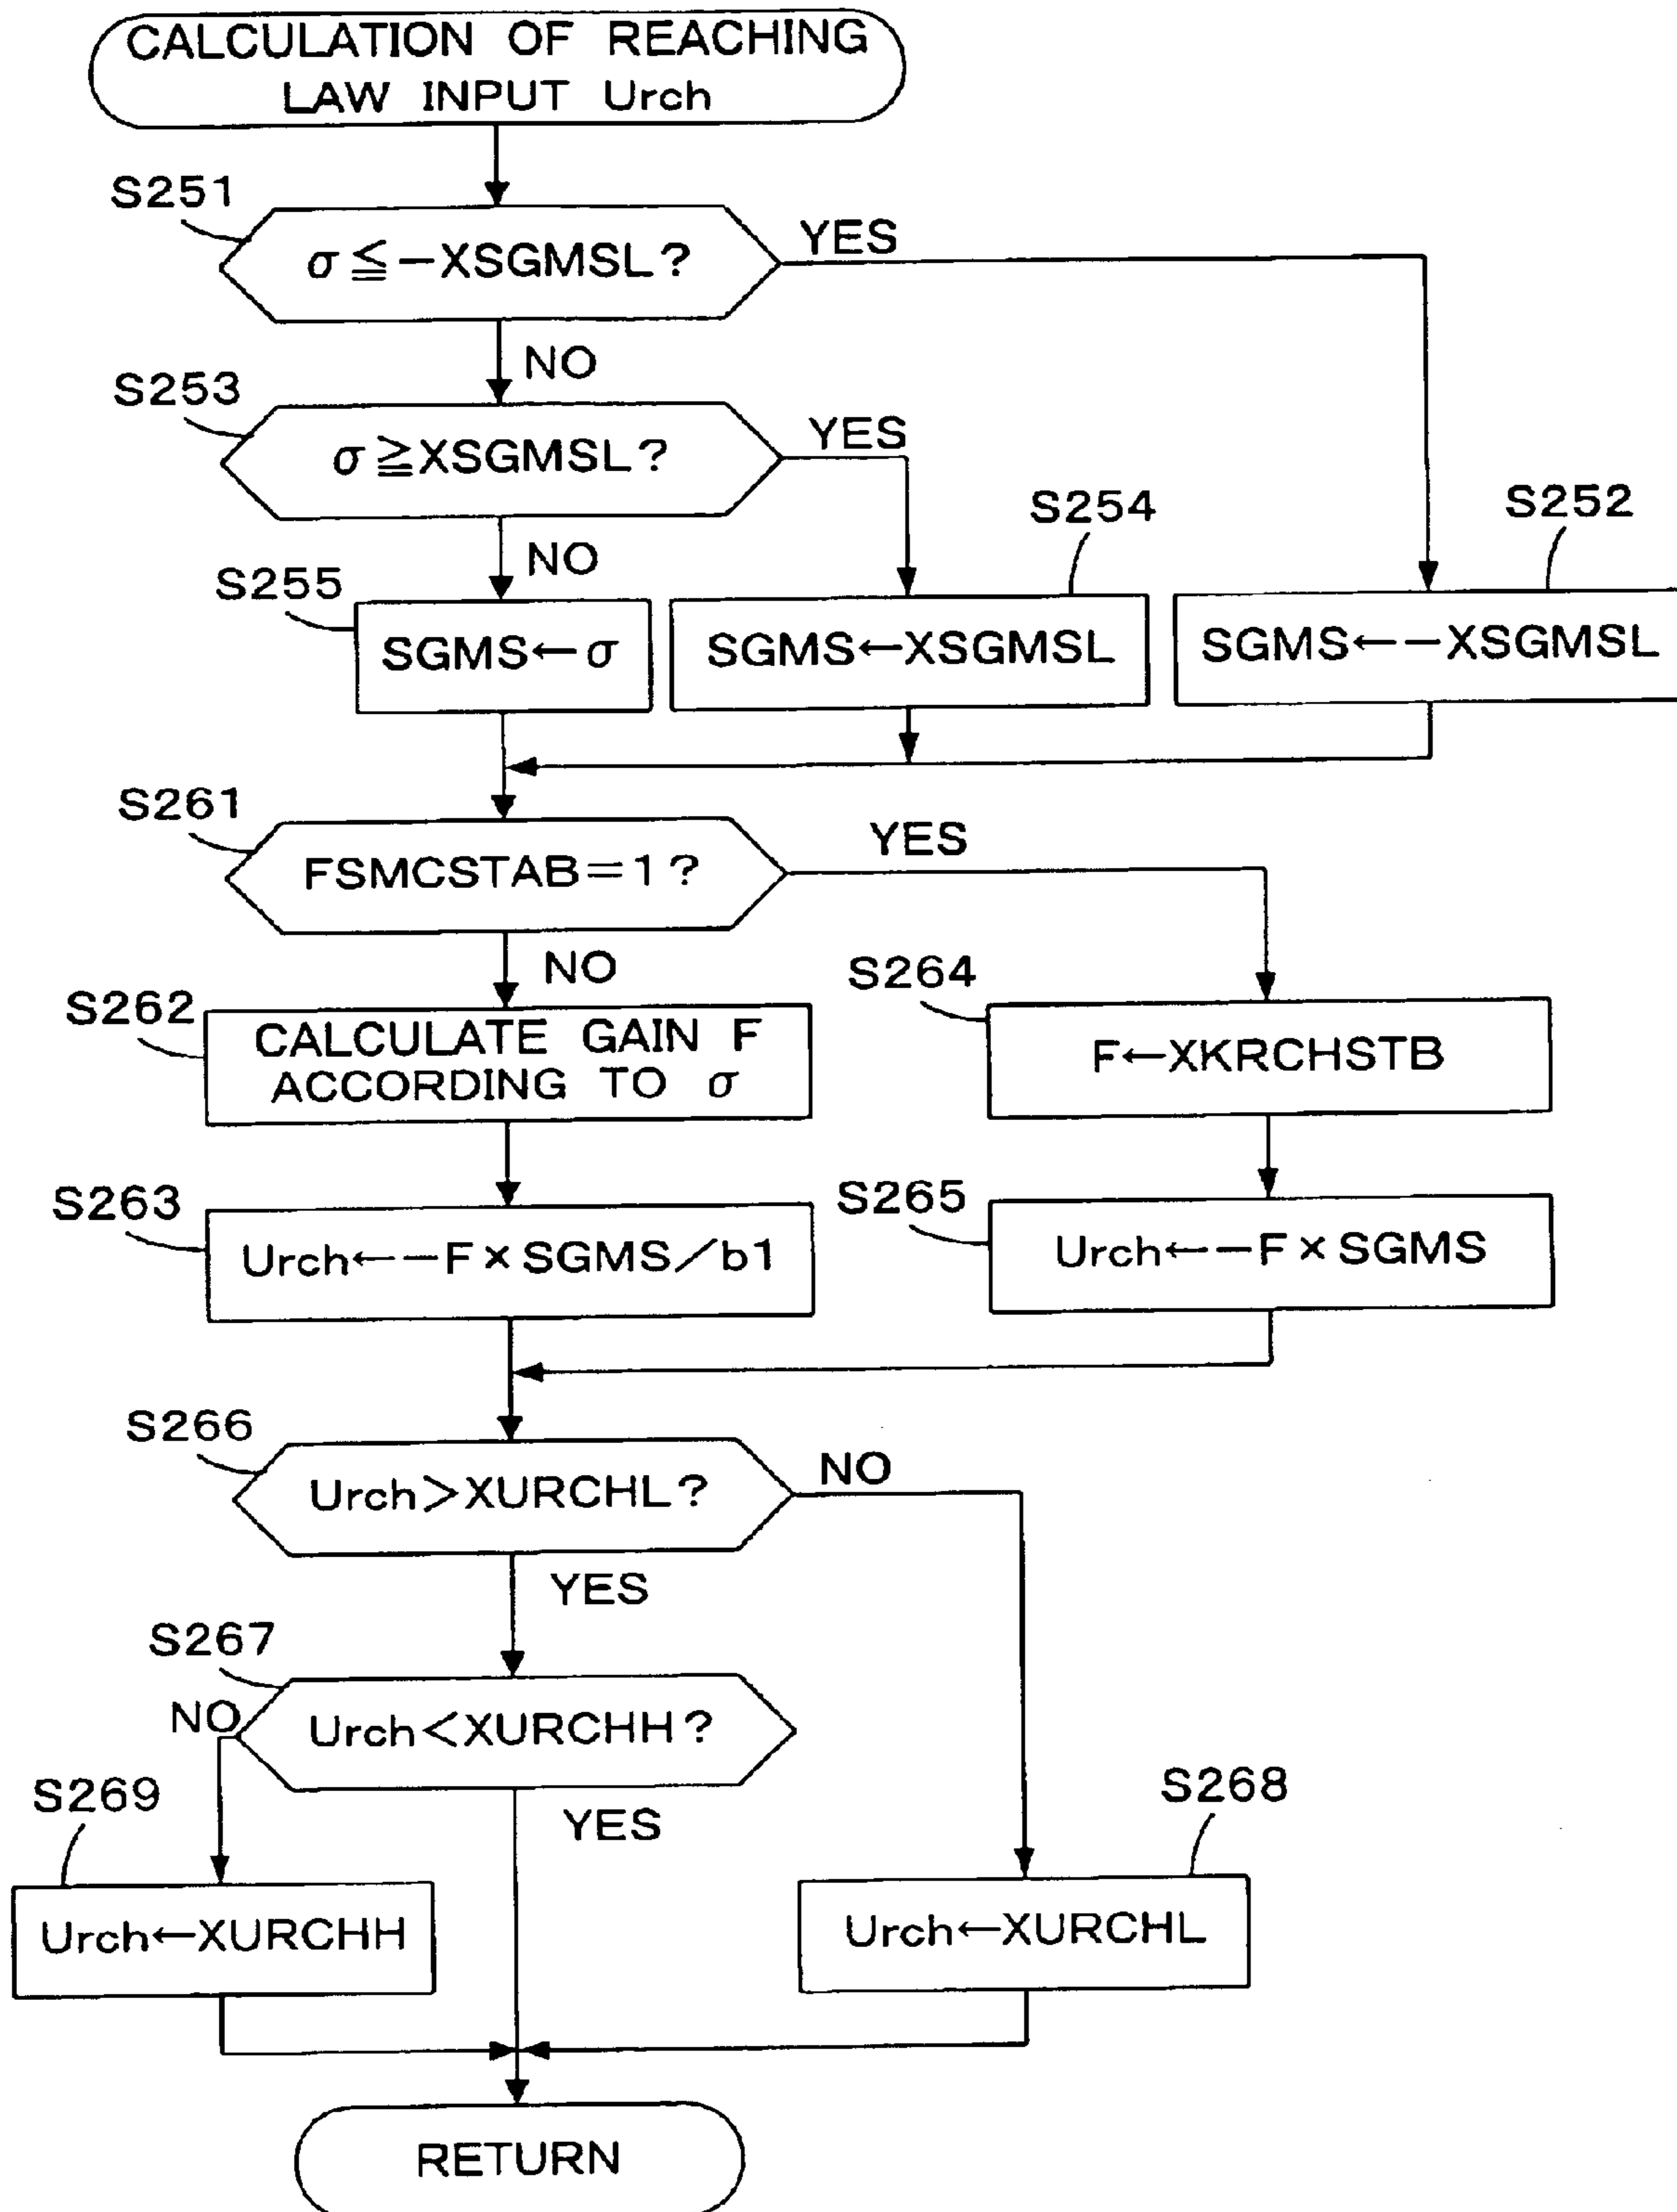 CALCULATION OF REACHING
LAW INPUT Urch
S251
σ≦−XSGMSL?
YES
NO
S253
σ≧XSGMSL?
YES
NO
S254
S252
S255
SGMS←σ
SGMS←XSGMSL
SGMS←−XSGMSL
S261
FSMCSTAB=1?
YES
NO
S262
CALCULATE GAIN F
ACCORDING TO σ
S264
F←XKRCHSTB
S263
Urch←−F×SGMS/b1
S265
Urch←−F×SGMS
S266
Urch>XURCHL?
NO
YES
S267
NO
Urch<XURCHH?
YES
S269
S268
Urch←XURCHH
Urch←XURCHL
RETURN